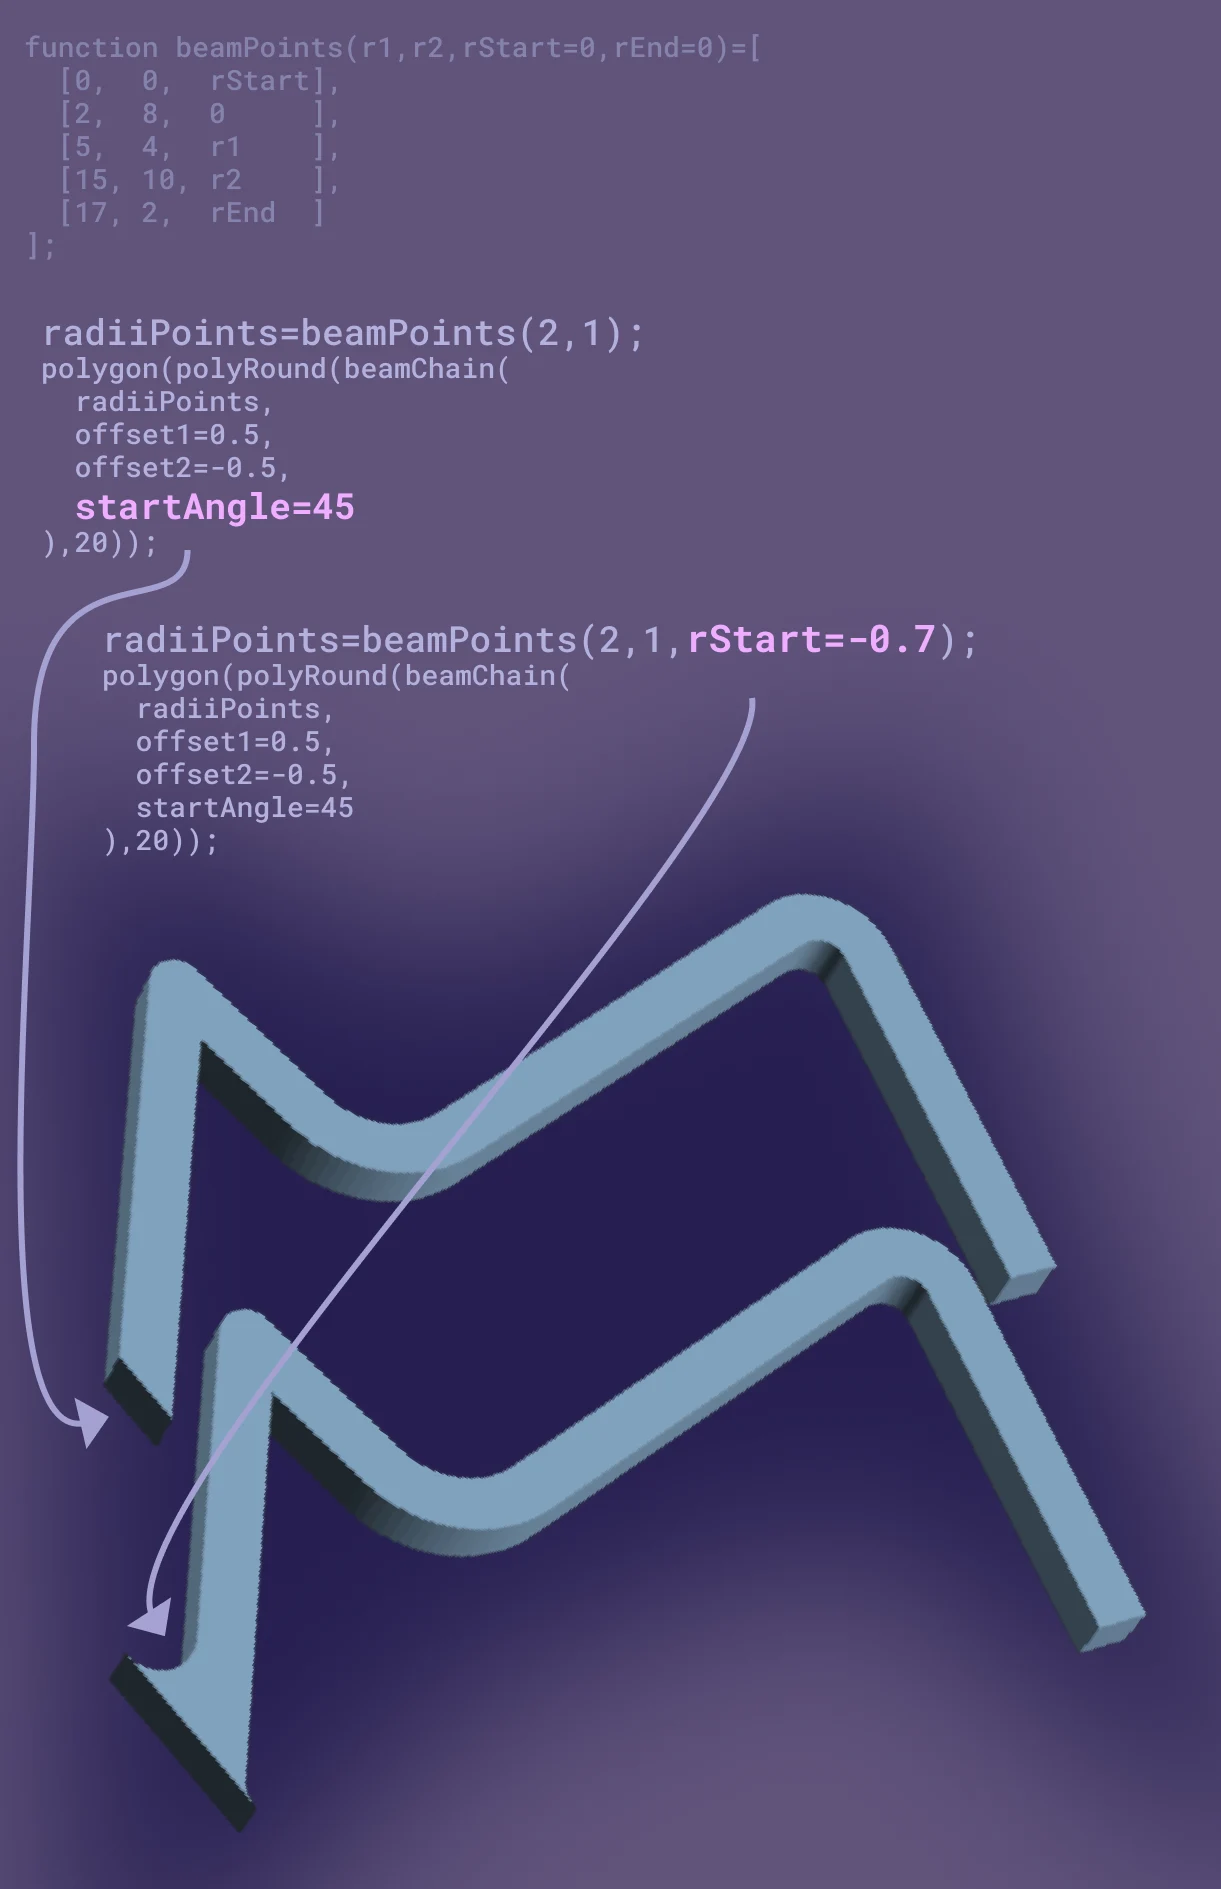 function beamPoints(r1,r2,rStart=0,rEnd=0)=[
  [0,  0,  rStart],
  [2,  8,  0     ],
  [5,  4,  r1    ],
  [15, 10, r2    ],
  [17, 2,  rEnd  ]
];
radiiPoints=beamPoints(2,1);
polygon(polyRound(beamChain(
  radiiPoints,
  offset1=0.5,
  offset2=-0.5,
  startAngle=45
),20));
radiiPoints=beamPoints(2,1,rStart=-0.7);
polygon(polyRound(beamChain(
  radiiPoints,
  offset1=0.5,
  offset2=-0.5,
  startAngle=45
),20));